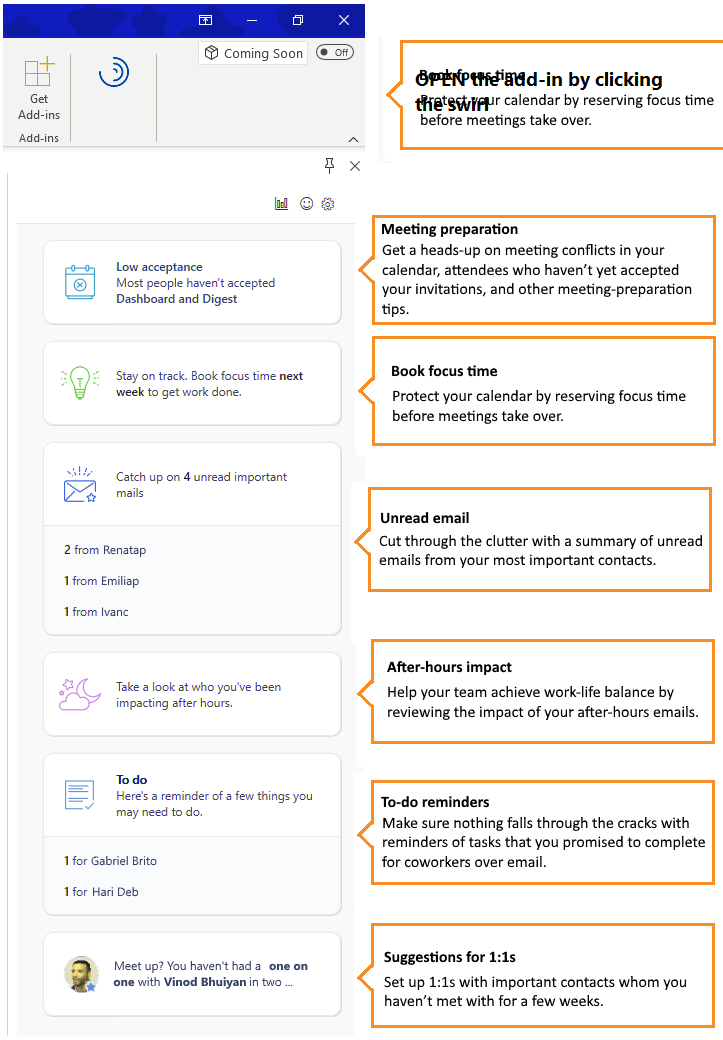 Coming Soon
Off
Get
Add-ins
Add-ins
Book focus time
OPEN the add-in by clicking
the swirl
Protect your calendar by reserving focus time
before meetings take over.
Low acceptance
Most people haven't accepted
Dashboard and Digest
Meeting preparation
Get a heads-up on meeting conflicts in your
calendar, attendees who haven’t yet accepted
your invitations, and other meeting-preparation
tips.
Stay on track. Book focus time next
week to get work done.
Book focus time
Protect your calendar by reserving focus time
before meetings take over.
Catch up on 4 unread important
mails
2 from Renatap
1 from Emiliap
1 from Ivanc
Unread email
Cut through the clutter with a summary of unread
emails from your most important contacts.
Take a look at who you've been
impacting after hours.
After-hours impact
Help your team achieve work-life balance by
reviewing the impact of your after-hours emails.
To do
Here's a reminder of a few things you
may need to do.
1 for Gabriel Brito
1 for Hari Deb
To-do reminders
Make sure nothing falls through the cracks with
reminders of tasks that you promised to complete
for coworkers over email.
Meet up? You haven't had a one on
one with Vinod Bhuiyan in two ...
Suggestions for 1:1s
Set up 1:1s with important contacts whom you
haven’t met with for a few weeks.